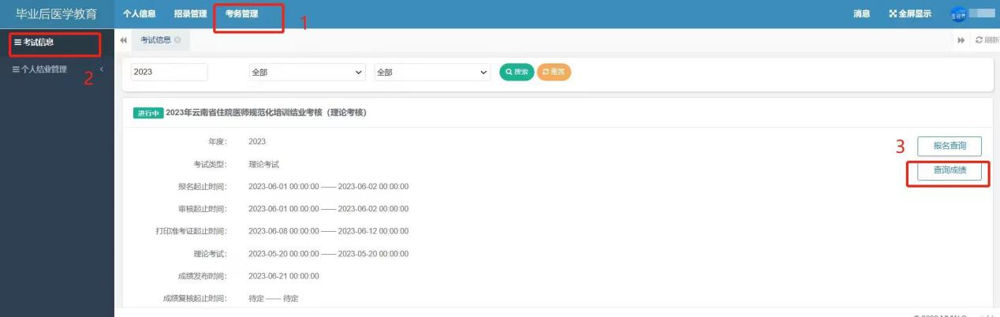 毕业后医学教育 个人信息 招录管理 考务管理 消息 全屏显示
1
考试信息 考试信息 刷新
个人结业管理
2
2023 全部 全部 搜索 重置
进行中 2023年云南省住院医师规范化培训结业考核（理论考核）
年度： 2023
3 报名查询
考试类型： 理论考试
查询成绩
报名起止时间： 2023-06-01 00:00:00 —— 2023-06-02 00:00:00
审核起止时间： 2023-06-01 00:00:00 —— 2023-06-02 00:00:00
打印准考证起止时间： 2023-06-08 00:00:00 —— 2023-06-12 00:00:00
理论考试： 2023-05-20 00:00:00 —— 2023-05-20 00:00:00
成绩发布时间： 2023-06-21 00:00:00
成绩复核起止时间： 待定 —— 待定